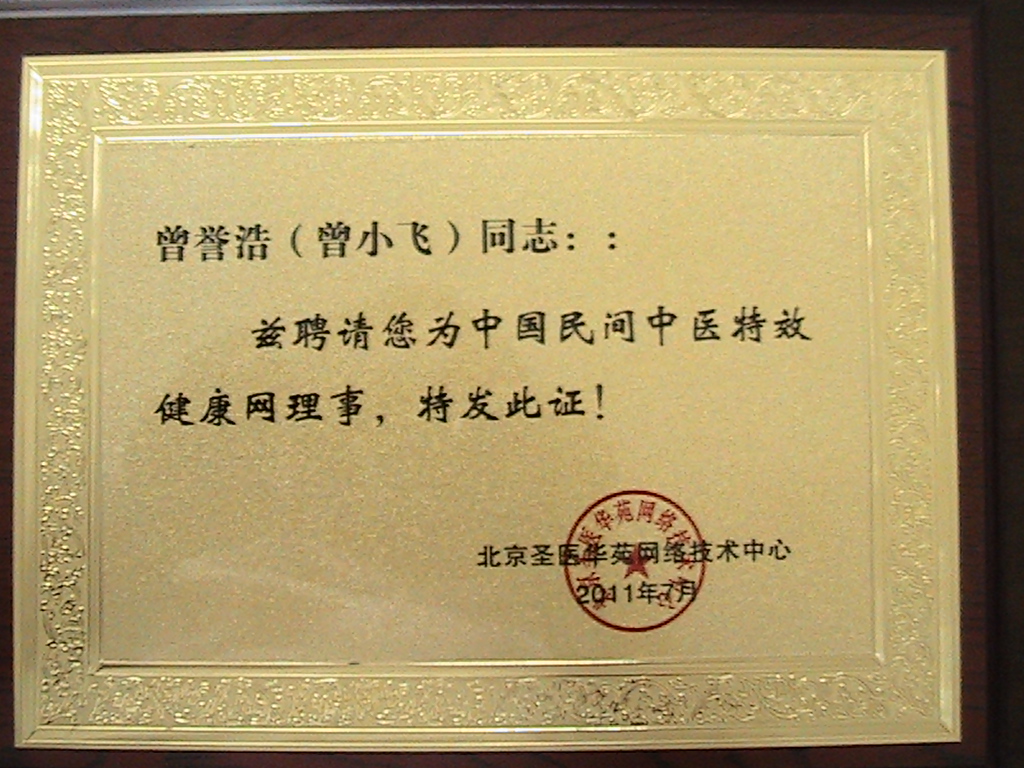 曾誉浩（曾小飞）同志：：
兹聘请您为中国民间中医特效
健康网理事，特发此证！
北京圣医华苑网络技术中心
2011年7月